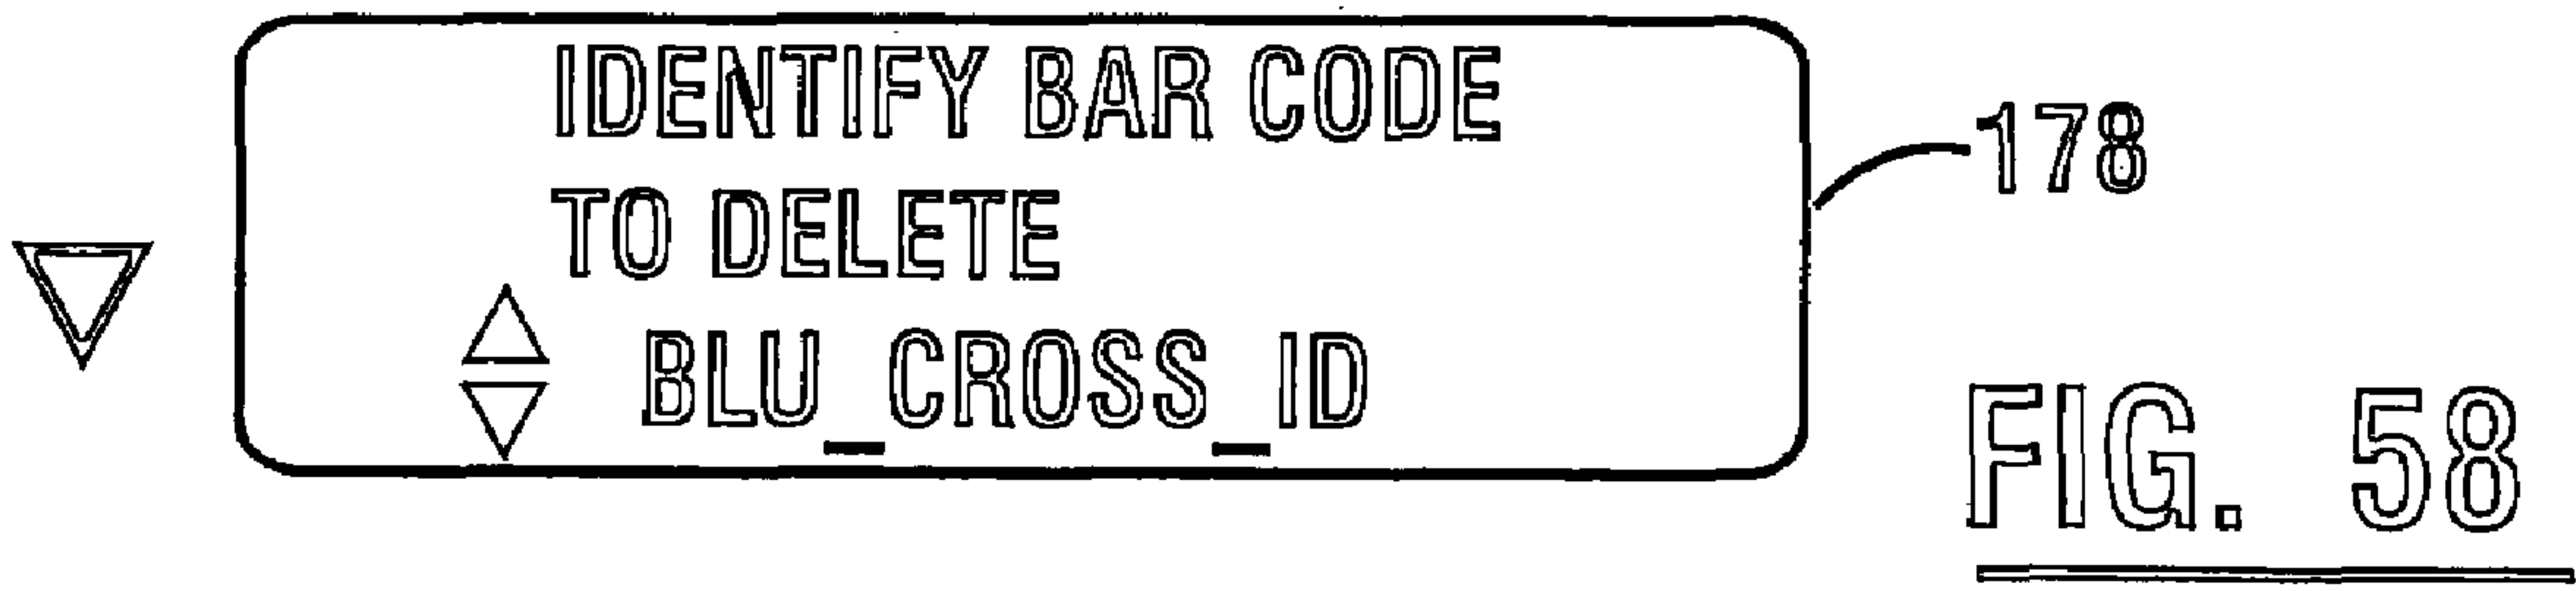 IDENTIFY BAR CODE
TO DELETE
BLU_CROSS_ID
178
FIG. 58